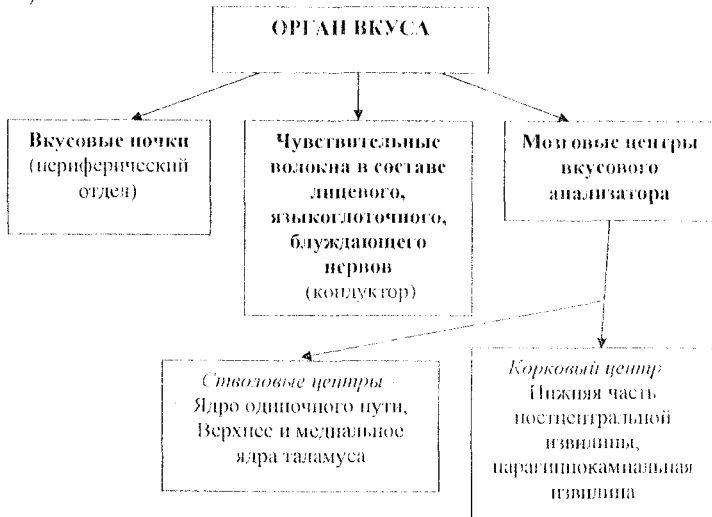 ОРГАН ВКУСА
Вкусовые почки
(периферический
отдел)
Чувствительные
волокна в составе
лицевого,
языкоглоточного,
блуждающего
нервов
(кондуктор)
Мозговые центры
вкусового
анализатора
Стволовые центры -
Ядро одиночного пути,
Верхнее и медиальное
ядра таламуса
Корковый центр:
Нижняя часть
постцентральной
извилины,
парагиппокампальная
извилина